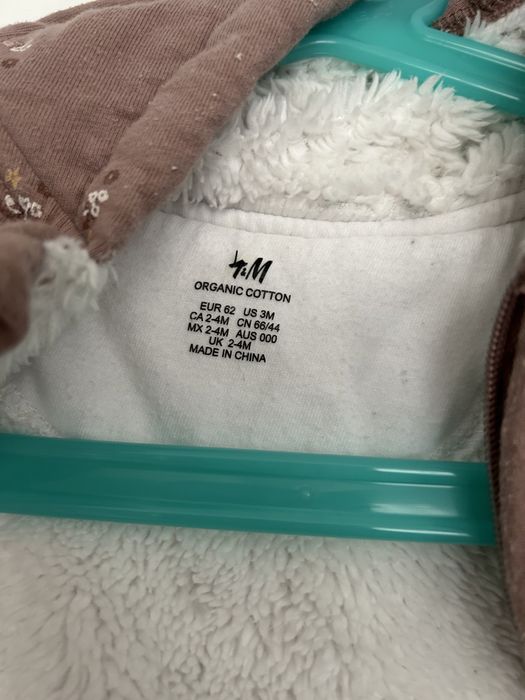 H&M
ORGANIC COTTON
EUR 62 US 3M
CA 2-4M CN 66/44
MX 2-4M AUS 000
UK 2-4M
MADE IN CHINA